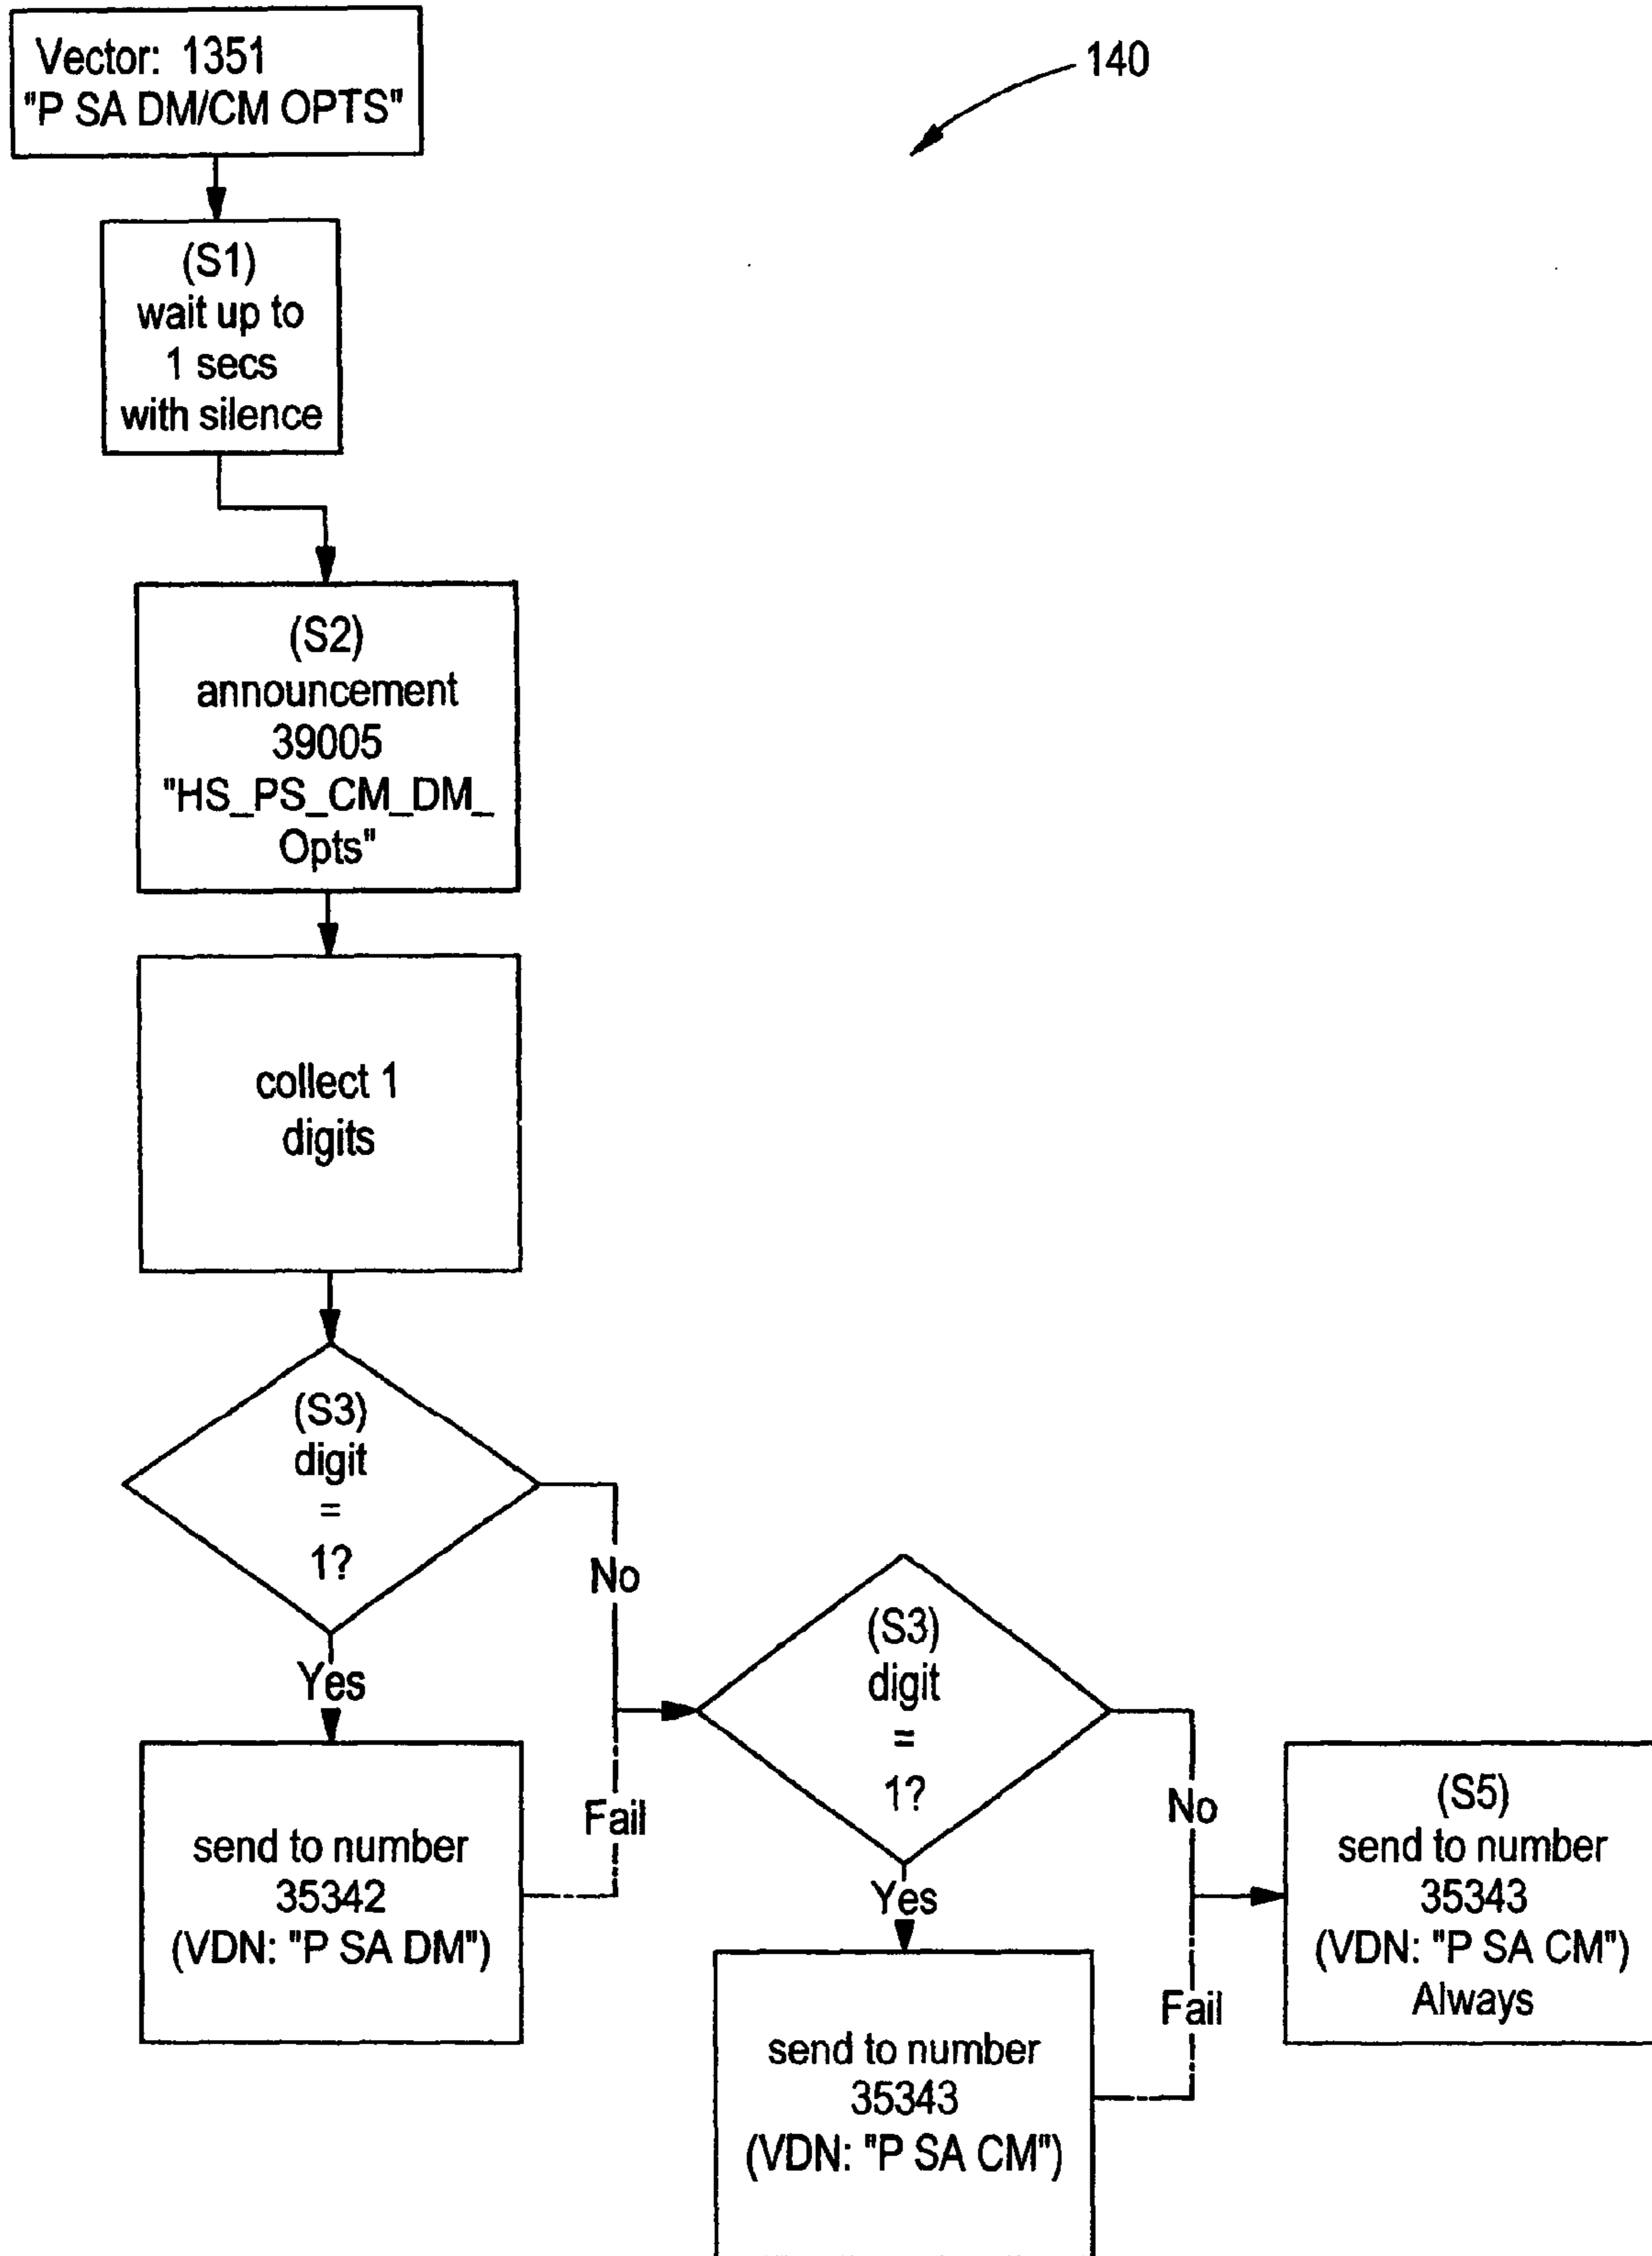 Vector: 1351
"P SA DM/CM OPTS"
140
(S1)
wait up to
1 secs
with silence
(S2)
announcement
39005
"HS_PS_CM_DM_
Opts"
collect 1
digits
(S3)
digit
=
1?
No
Yes
Fail
send to number
35342
(VDN: "P SA DM")
(S3)
digit
=
1?
No
Yes
Fail
send to number
35343
(VDN: "P SA CM")
(S5)
send to number
35343
(VDN: "P SA CM")
Always